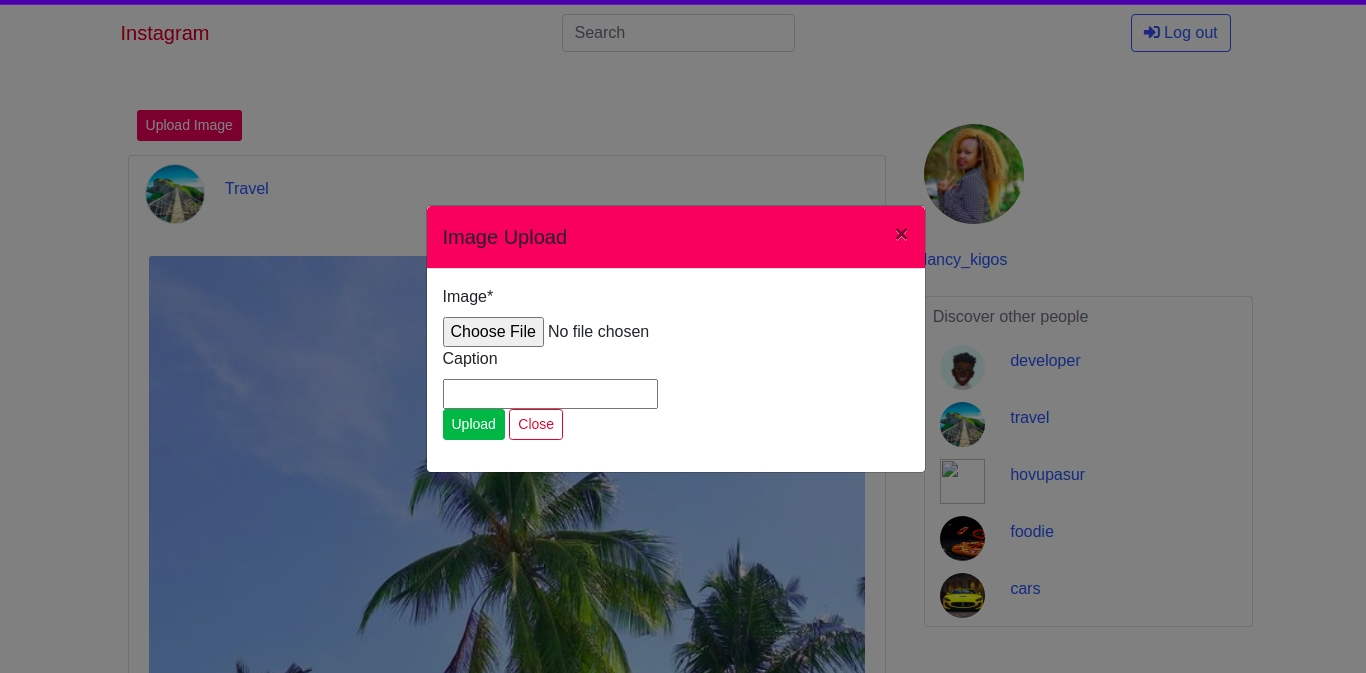 Instagram
Search
Log out
Upload Image
Travel
Image Upload
×
Image*
Choose File No file chosen
Caption
Upload Close
ancy_kigos
Discover other people
developer
travel
hovupasur
foodie
cars